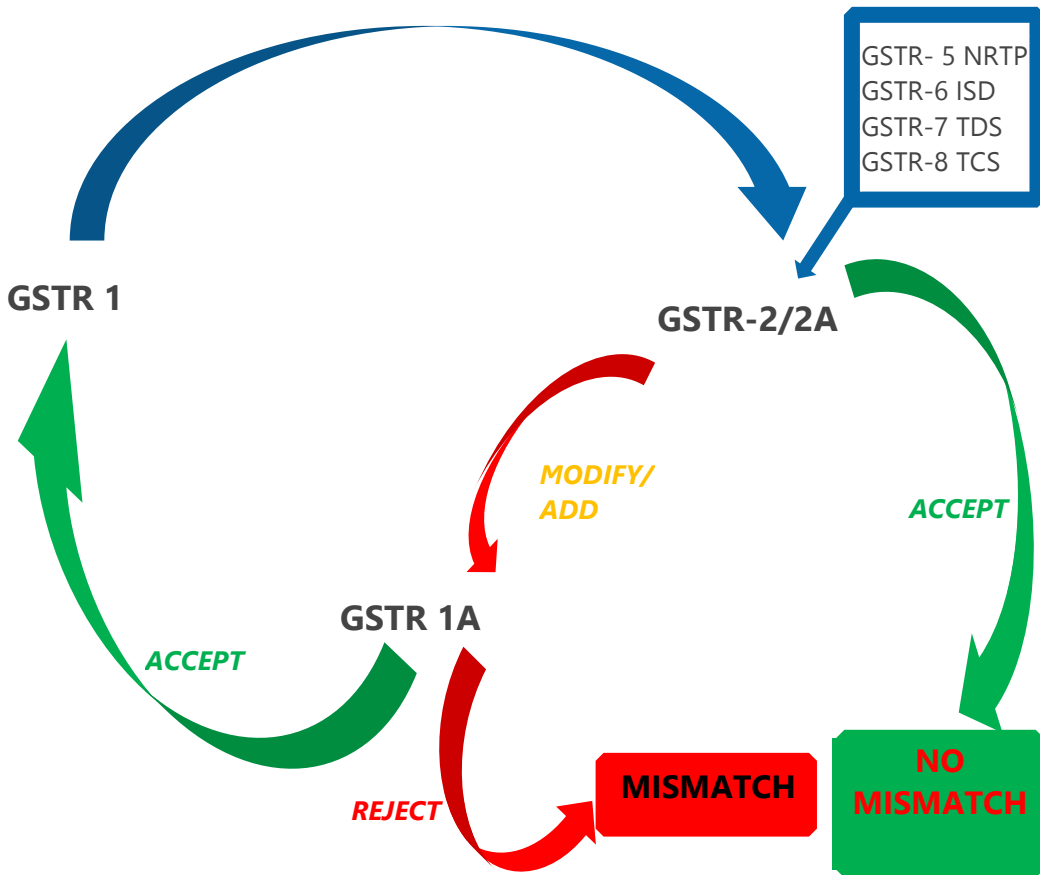 GSTR- 5 NRTP
GSTR-6 ISD
GSTR-7 TDS
GSTR-8 TCS
GSTR 1
GSTR-2/2A
MODIFY/
ADD
ACCEPT
GSTR 1A
ACCEPT
REJECT
MISMATCH
NO
MISMATCH